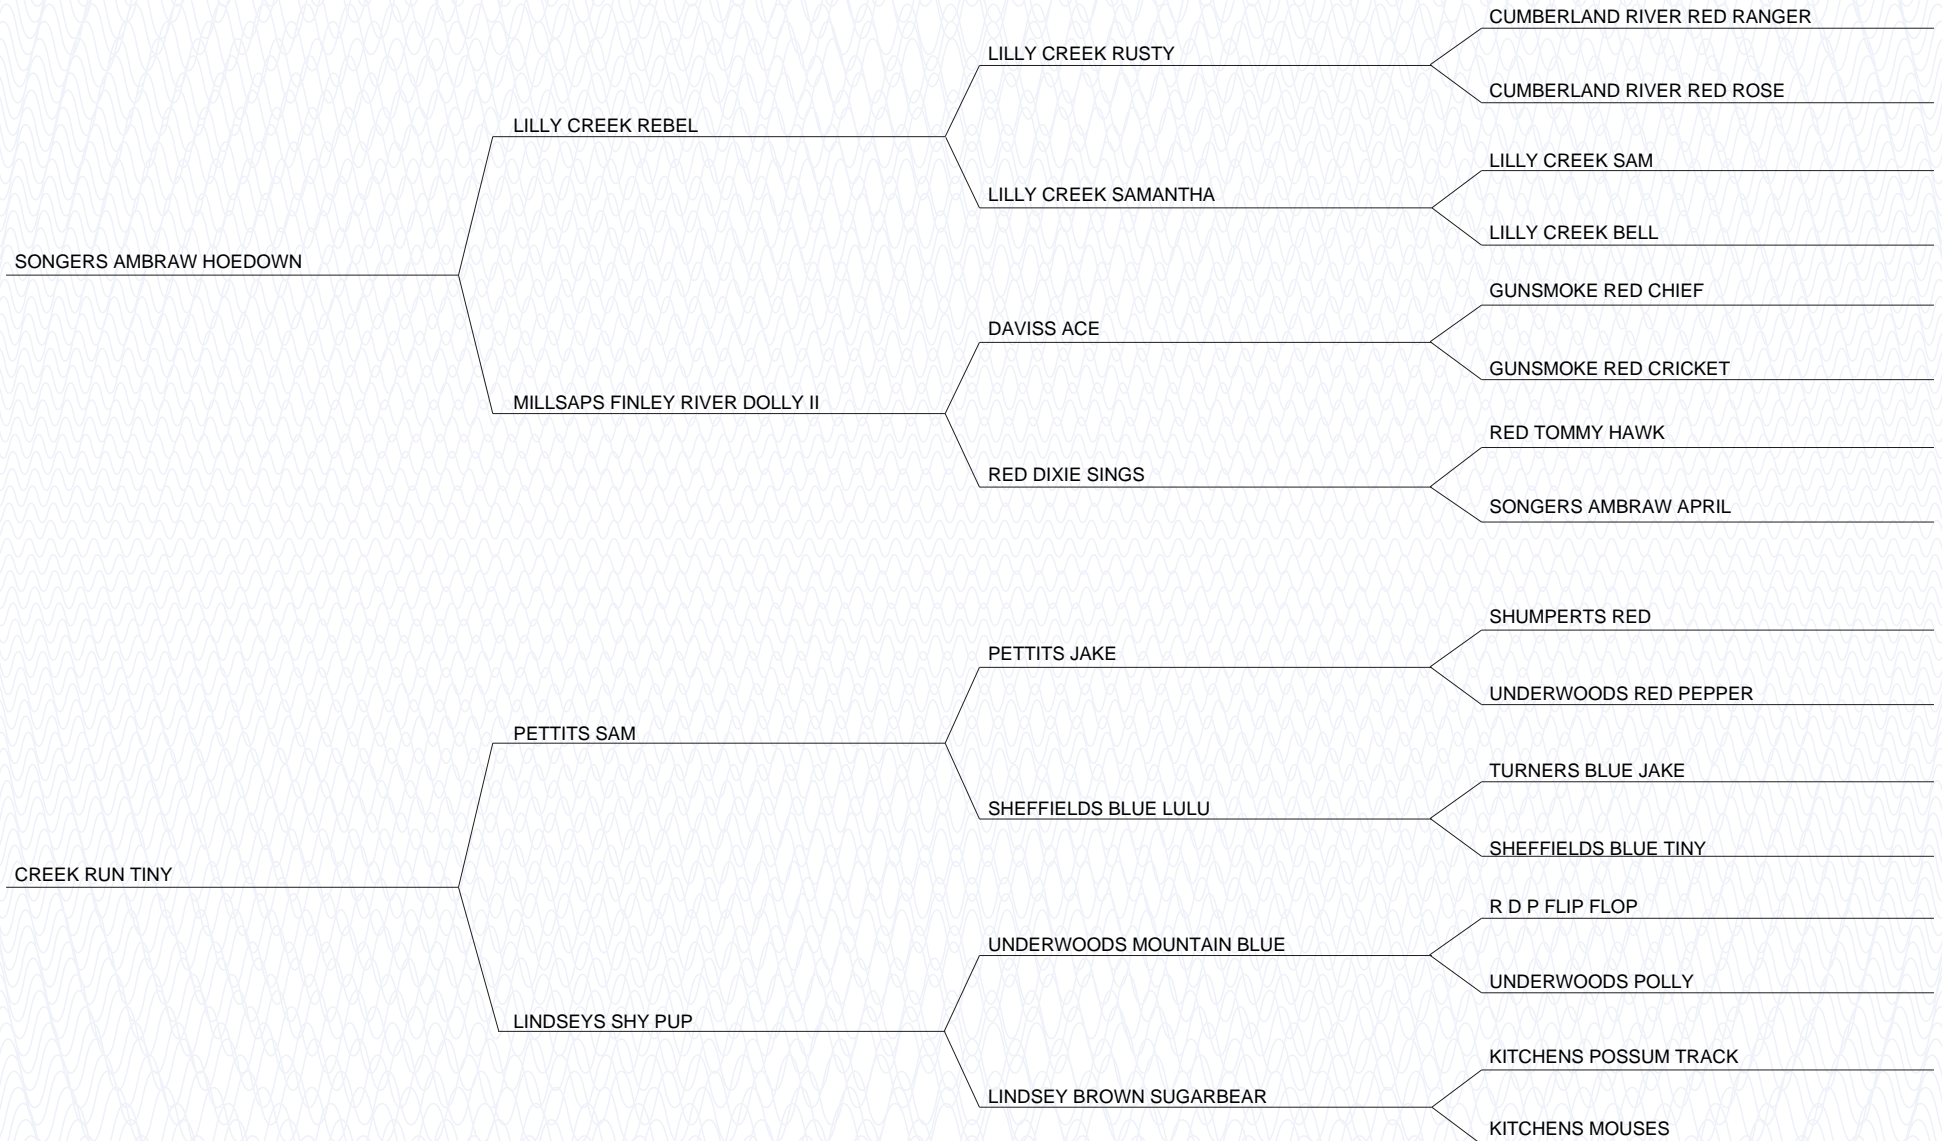 CUMBERLAND RIVER RED RANGER
LILLY CREEK RUSTY
CUMBERLAND RIVER RED ROSE
LILLY CREEK REBEL
LILLY CREEK SAM
LILLY CREEK SAMANTHA
LILLY CREEK BELL
SONGERS AMBRAW HOEDOWN
GUNSMOKE RED CHIEF
DAVISS ACE
GUNSMOKE RED CRICKET
MILLSAPS FINLEY RIVER DOLLY II
RED TOMMY HAWK
RED DIXIE SINGS
SONGERS AMBRAW APRIL
SHUMPERTS RED
PETTITS JAKE
UNDERWOODS RED PEPPER
PETTITS SAM
TURNERS BLUE JAKE
SHEFFIELDS BLUE LULU
SHEFFIELDS BLUE TINY
CREEK RUN TINY
R D P FLIP FLOP
UNDERWOODS MOUNTAIN BLUE
UNDERWOODS POLLY
LINDSEYS SHY PUP
KITCHENS POSSUM TRACK
LINDSEY BROWN SUGARBEAR
KITCHENS MOUSES